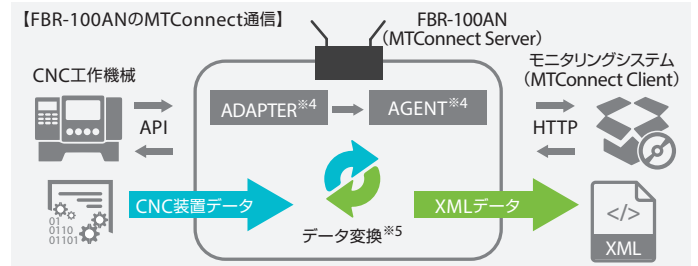 【FBR-100ANのMTConnect通信】
FBR-100AN
（MTConnect Server）
CNC工作機械
モニタリングシステム
（MTConnect Client）
ADAPTER※4
AGENT※4
API
HTTP
CNC装置データ
XMLデータ
データ変換※5
01
0110
01101
</>
XML